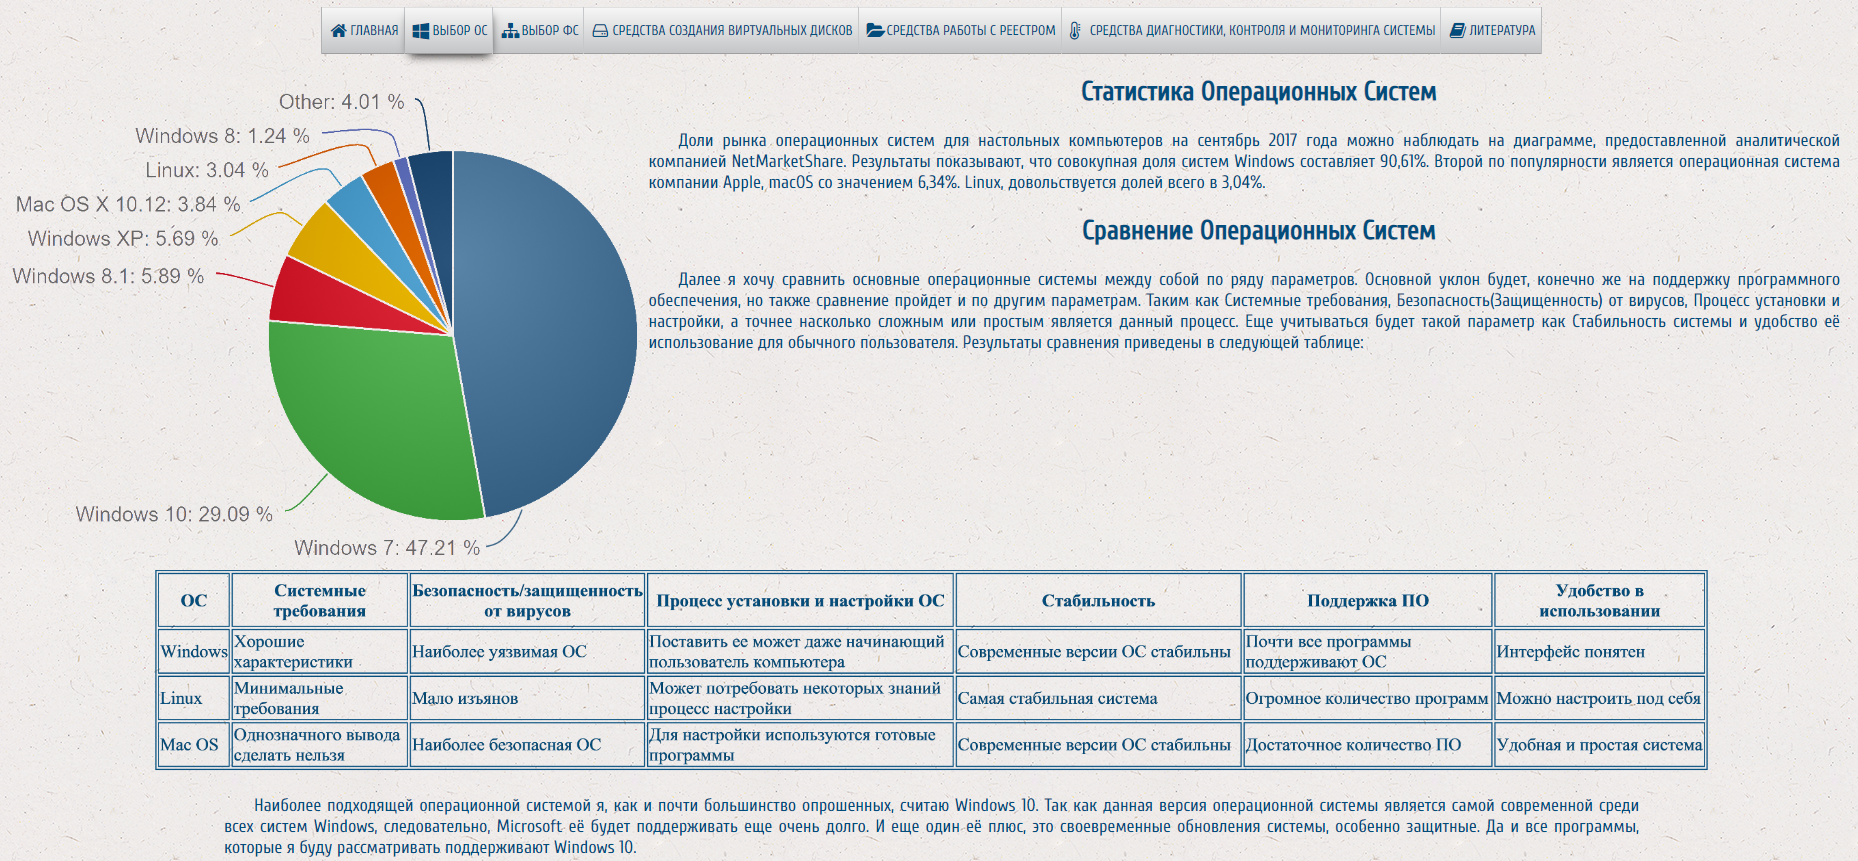 ГЛАВНАЯ ВЫБОР ОС ВЫБОР ФС СРЕДСТВА СОЗДАНИЯ ВИРТУАЛЬНЫХ ДИСКОВ СРЕДСТВА РАБОТЫ С РЕЕСТРОМ СРЕДСТВА ДИАГНОСТИКИ, КОНТРОЛЯ И МОНИТОРИНГА СИСТЕМЫ ЛИТЕРАТУРА
Other: 4.01 %
Windows 8: 1.24 %
Linux: 3.04 %
Mac OS X 10.12: 3.84 %
Windows XP: 5.69 %
Windows 8.1: 5.89 %
Windows 10: 29.09 %
Windows 7: 47.21 %
Статистика Операционных Систем
Доли рынка операционных систем для настольных компьютеров на сентябрь 2017 года можно наблюдать на диаграмме, предоставленной аналитической
компанией NetMarketShare. Результаты показывают, что совокупная доля систем Windows составляет 90,61%. Второй по популярности является операционная система
компании Apple, macOS со значением 6,34%. Linux, довольствуется долей всего в 3,04%.
Сравнение Операционных Систем
Далее я хочу сравнить основные операционные системы между собой по ряду параметров. Основной уклон будет, конечно же на поддержку программного
обеспечения, но также сравнение пройдет и по другим параметрам. Таким как Системные требования, Безопасность(Защищенность) от вирусов, Процесс установки и
настройки, а точнее насколько сложным или простым является данный процесс. Еще учитываться будет такой параметр как Стабильность системы и удобство её
использование для обычного пользователя. Результаты сравнения приведены в следующей таблице:
ОС
Системные
требования
Безопасность/защищенность
от вирусов
Процесс установки и настройки ОС
Стабильность
Поддержка ПО
Удобство в
использовании
Windows
Хорошие
характеристики
Наиболее уязвимая ОС
Поставить ее может даже начинающий
пользователь компьютера
Современные версии ОС стабильны
Почти все программы
поддерживают ОС
Интерфейс понятен
Linux
Минимальные
требования
Мало изъянов
Может потребовать некоторых знаний
процесс настройки
Самая стабильная система
Огромное количество программ
Можно настроить под себя
Mac OS
Однозначного вывода
сделать нельзя
Наиболее безопасная ОС
Для настройки используются готовые
программы
Современные версии ОС стабильны
Достаточное количество ПО
Удобная и простая система
Наиболее подходящей операционной системой я, как и почти большинство опрошенных, считаю Windows 10. Так как данная версия операционной системы является самой современной среди
всех систем Windows, следовательно, Microsoft её будет поддерживать еще очень долго. И еще один её плюс, это своевременные обновления системы, особенно защитные. Да и все программы,
которые я буду рассматривать поддерживают Windows 10.